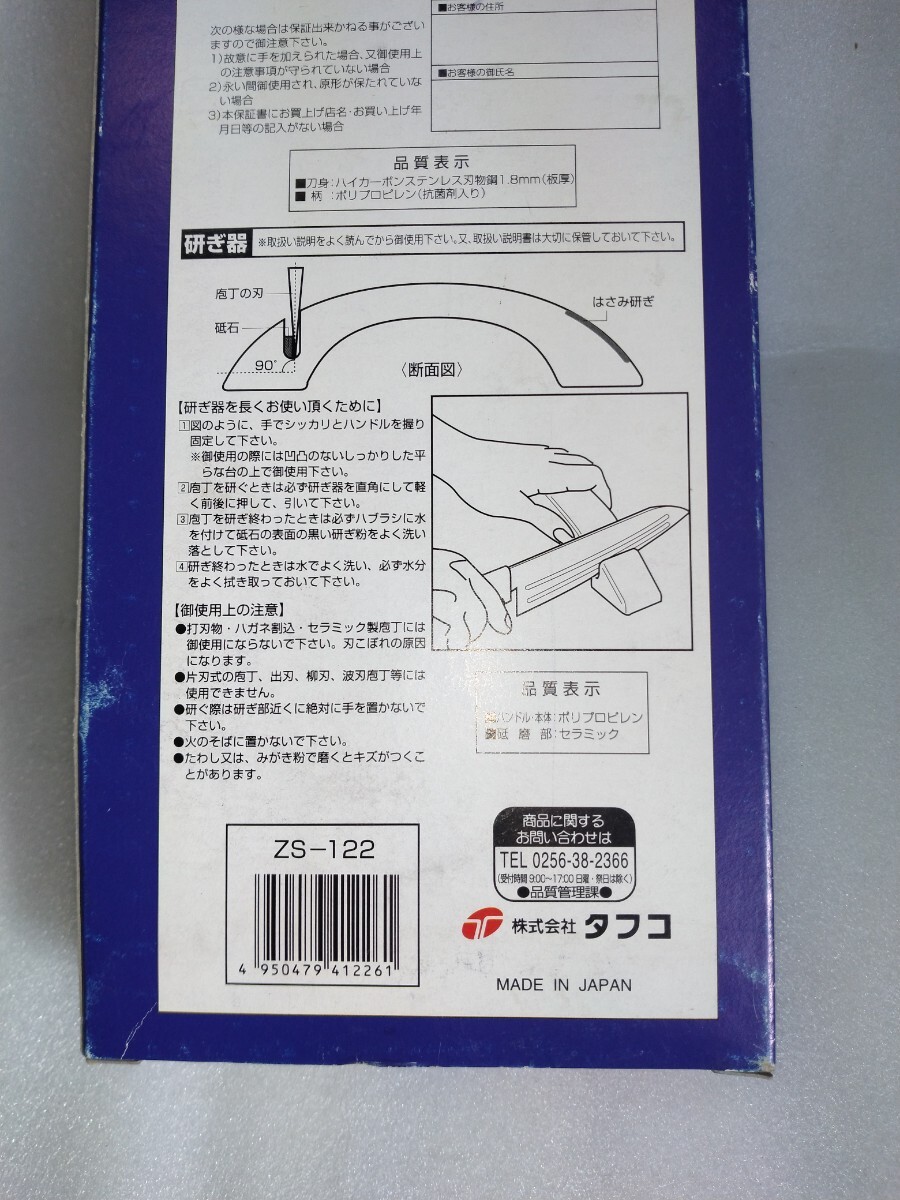 ■お客様の住所
次の様な場合は保証出来かねる事がござい
ますので御注意下さい。
1)故意に手を加えられた場合、又御使用上
の注意事項が守られていない場合
2)永い間御使用され、原形が保たれていな
い場合
3)本保証書にお買上げ店名・お買い上げ年
月日等の記入がない場合
■お客様の御氏名
品質表示
■刀身:ハイカーボンステンレス刃物鋼1.8mm(板厚)
■柄:ポリプロピレン(抗菌剤入り)
研ぎ器 ※取扱い説明をよく読んでから御使用下さい。又、取扱い説明書は大切に保管しておいて下さい。
庖丁の刃
砥石
90°
〈断面図〉
はさみ研ぎ
【研ぎ器を長くお使い頂くために】
1図のように、手でシッカリとハンドルを握り
固定して下さい。
※御使用の際には凹凸のないしっかりした平
らな台の上で御使用下さい。
2庖丁を研ぐときは必ず研ぎ器を直角にして軽
く前後に押して、引いて下さい。
3庖丁を研ぎ終わったときは必ずハブラシに水
を付けて砥石の表面の黒い研ぎ粉をよく洗い
落として下さい。
4研ぎ終わったときは水でよく洗い、必ず水分
をよく拭き取っておいて下さい。
【御使用上の注意】
●打刃物・ハガネ割込・セラミック製庖丁には
御使用にならないで下さい。刃こぼれの原因
になります。
●片刃式の庖丁、出刃、柳刃、波刃庖丁等には
使用できません。
●研ぐ際は研ぎ部近くに絶対に手を置かないで
下さい。
●火のそばに置かないで下さい。
●たわし又は、みがき粉で磨くとキズがつくこ
とがあります。
品質表示
ハンドル・本体:ポリプロピレン
磨部:セラミック
ZS-122
4 950479 412261
商品に関する
お問い合わせは
TEL 0256-38-2366
(受付時間 9:00〜17:00 日曜・祭日は除く)
●品質管理課●
株式会社 タフコ
MADE IN JAPAN